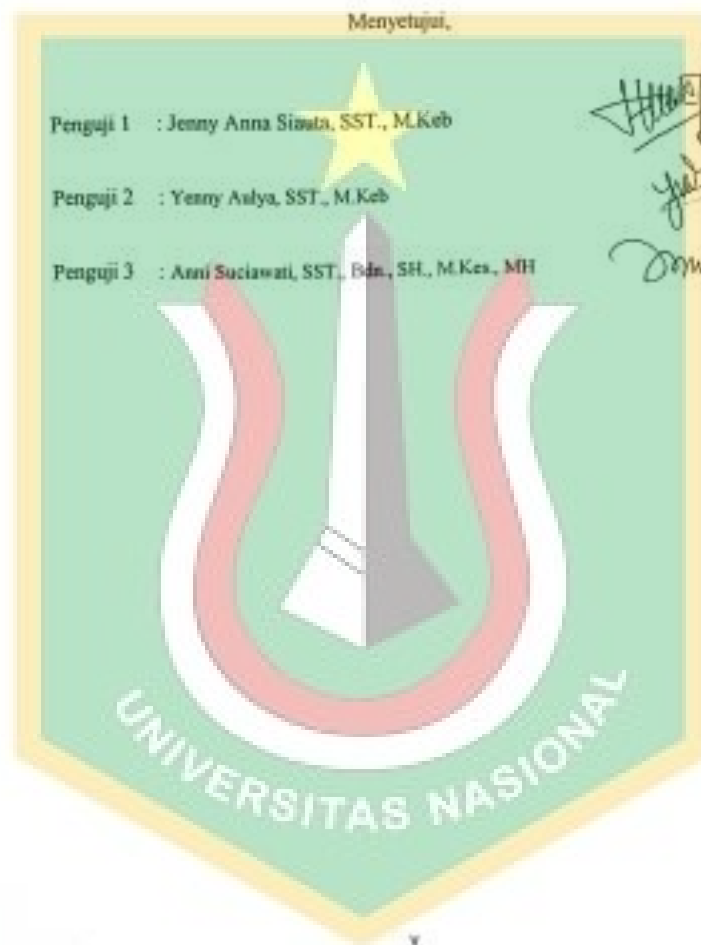 Menyetujui,
Penguji 1 : Jenny Anna Siauta, SST., M.Keb
Penguji 2 : Yenny Aulya, SST., M.Keb
Penguji 3 : Anni Suciawati, SST., Bdn., SH., M.Kes., MH
UNIVERSITAS NASIONAL
v